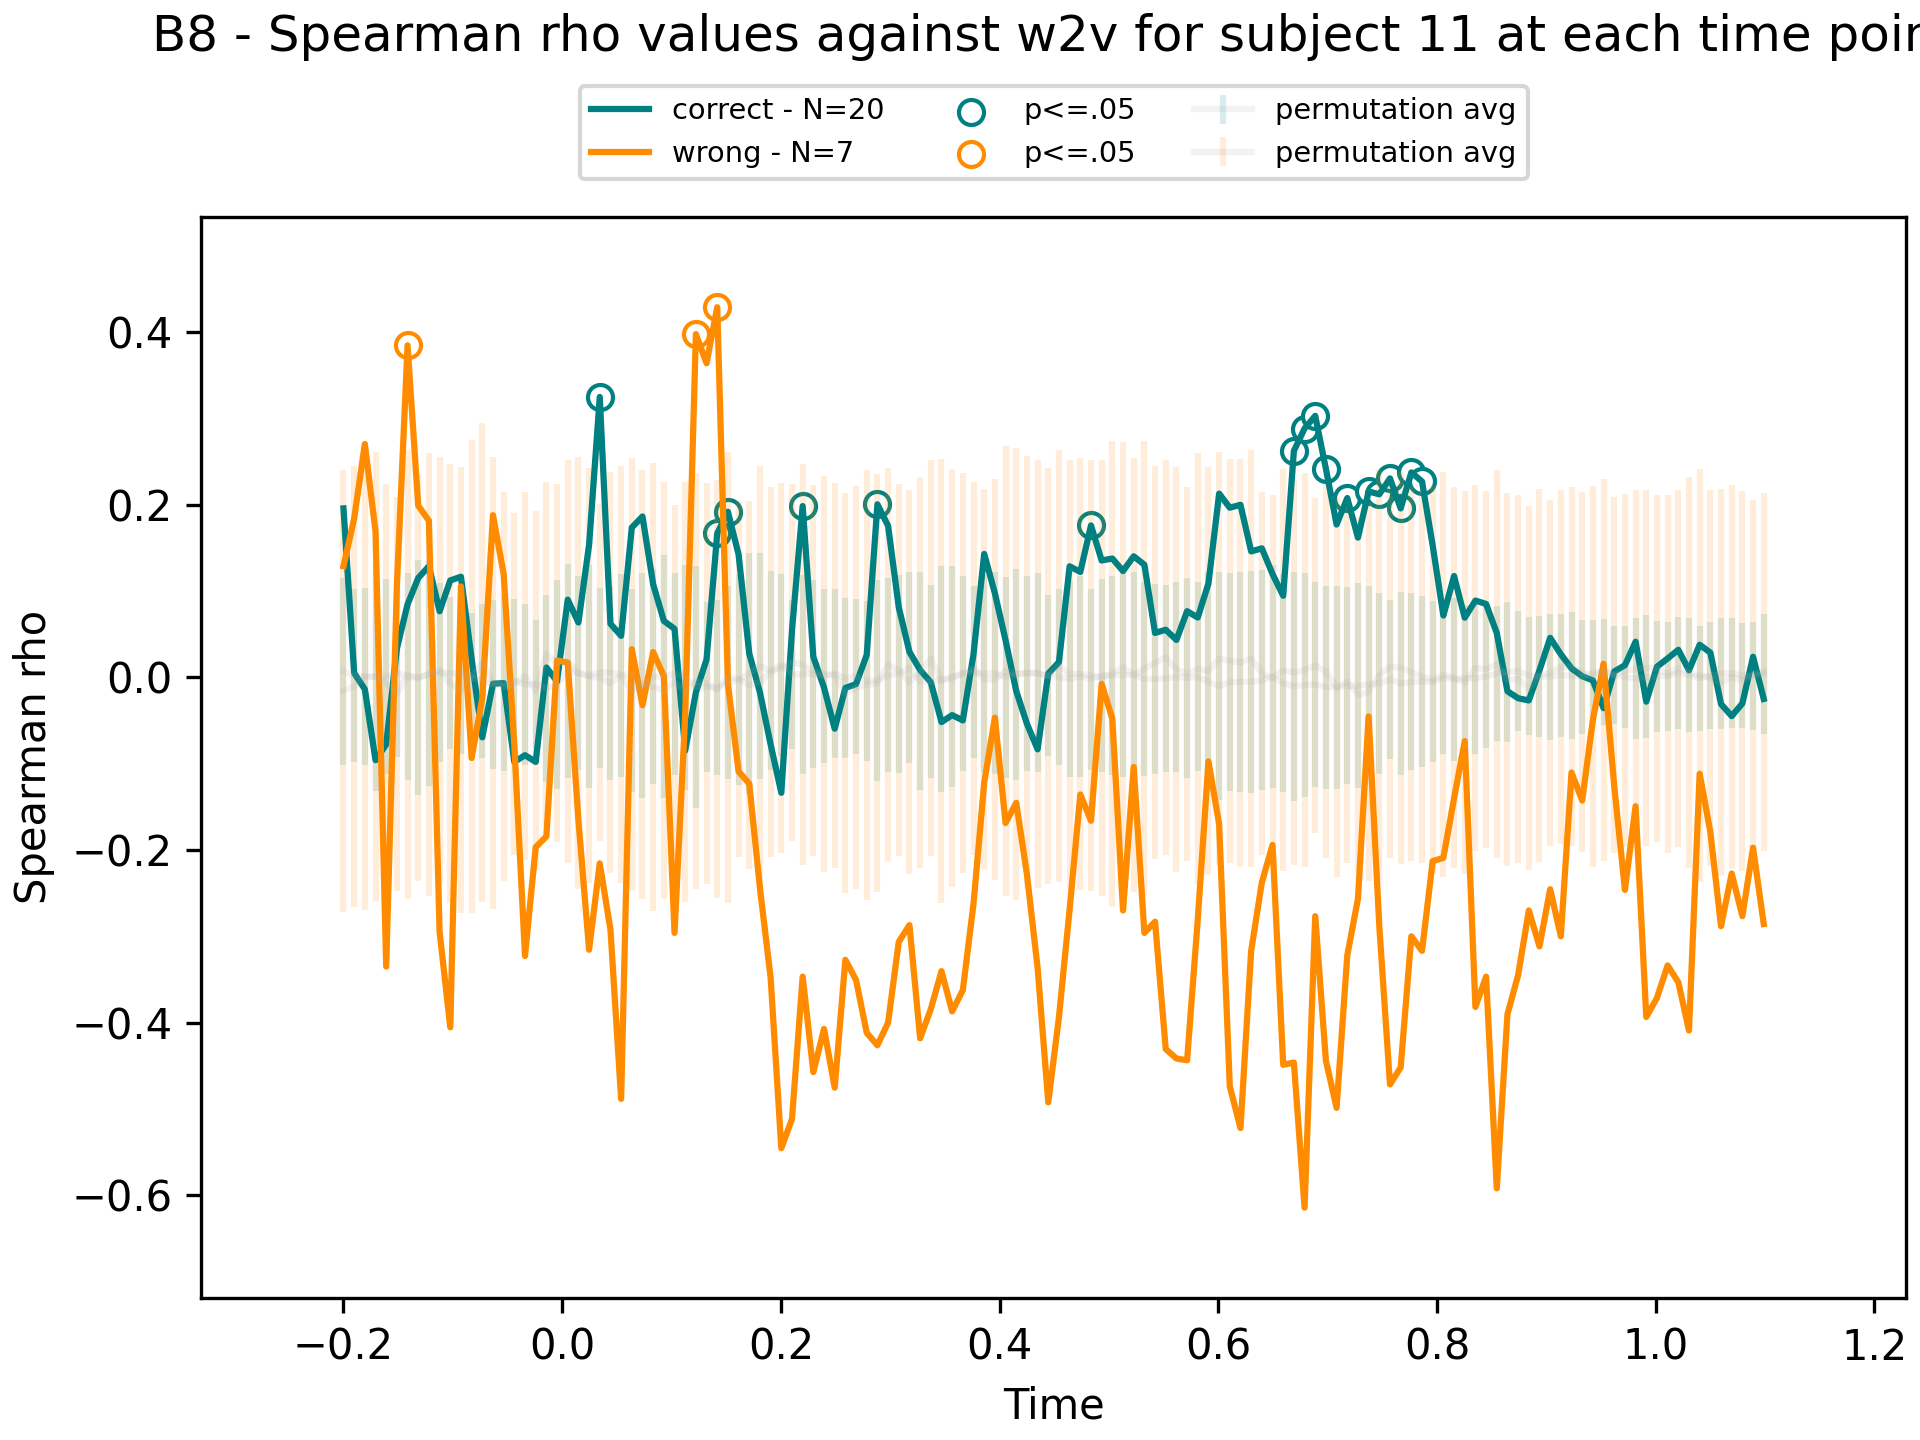 B8 - Spearman rho values against w2v for subject 11 at each time
correct - N=20
wrong - N=7
p<=.05
p<=.05
permutation avg
permutation avg
Spearman rho
0.4
0.2
0.0
−0.2
−0.4
−0.6
−0.2 0.0 0.2 0.4 0.6 0.8 1.0 1.2
Time